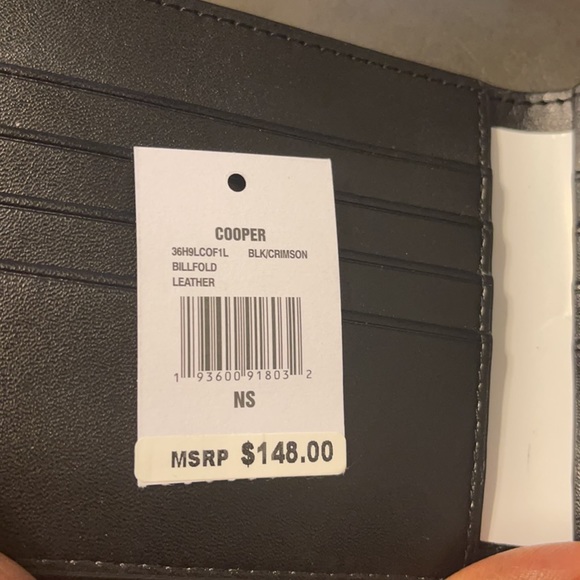 COOPER
36H9LCOF1L BLK/CRIMSON
BILLFOLD
LEATHER
1 93600 91803 2
NS
MSRP $148.00